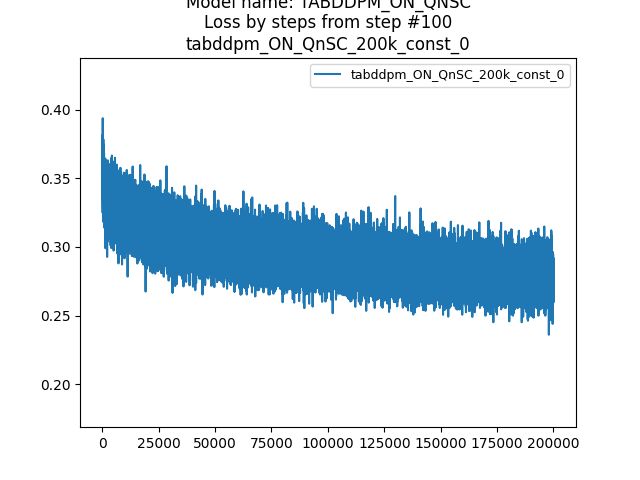 Model name: TABDDPM_ON_QNSC
Loss by steps from step #100
tabddpm_ON_QnSC_200k_const_0
tabddpm_ON_QnSC_200k_const_0
0.40
0.35
0.30
0.25
0.20
0 25000 50000 75000 100000 125000 150000 175000 200000